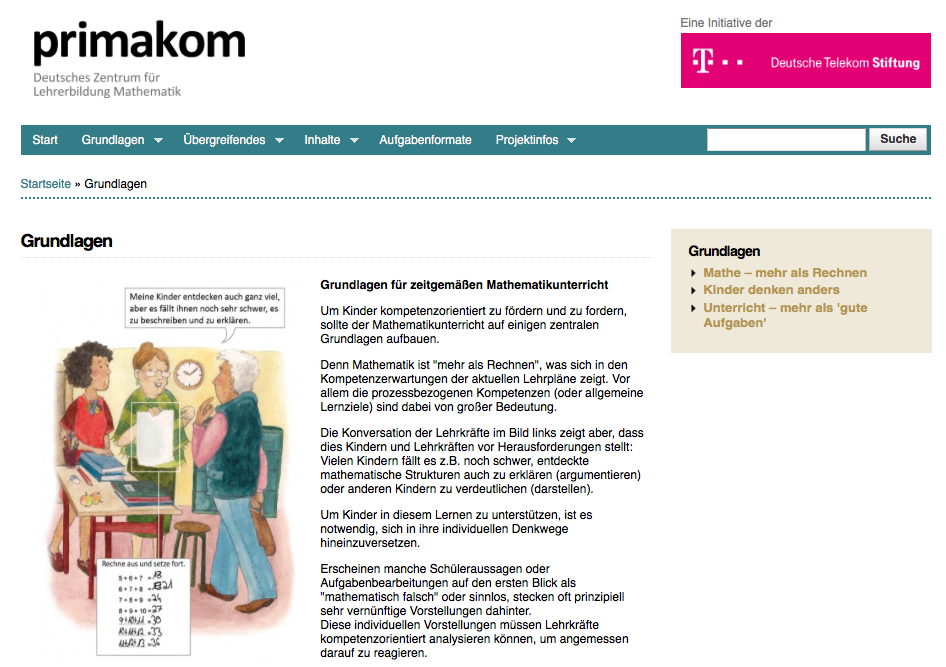 primakom
Deutsches Zentrum für
Lehrerbildung Mathematik
Eine Initiative der
T
Deutsche Telekom Stiftung
Start Grundlagen Übergreifendes Inhalte Aufgabenformate Projektinfos Suche
Startseite » Grundlagen
Grundlagen
Meine Kinder entdecken auch ganz viel,
aber es fällt ihnen noch sehr schwer, es
zu beschreiben und zu erklären.
Rechne aus und setze fort.
5 + 6 + 7 = 18
6 + 7 + 8 = 21
7 + 8 + 9 = 24
8 + 9 + 10 = 27
9+10+11=30
10+11+12=33
11+12+13=36
Grundlagen für zeitgemäßen Mathematikunterricht
Um Kinder kompetenzorientiert zu fördern und zu fordern,
sollte der Mathematikunterricht auf einigen zentralen
Grundlagen aufbauen.
Denn Mathematik ist "mehr als Rechnen", was sich in den
Kompetenzerwartungen der aktuellen Lehrpläne zeigt. Vor
allem die prozessbezogenen Kompetenzen (oder allgemeine
Lernziele) sind dabei von großer Bedeutung.
Die Konversation der Lehrkräfte im Bild links zeigt aber, dass
dies Kindern und Lehrkräften vor Herausforderungen stellt:
Vielen Kindern fällt es z.B. noch schwer, entdeckte
mathematische Strukturen auch zu erklären (argumentieren)
oder anderen Kindern zu verdeutlichen (darstellen).
Um Kinder in diesem Lernen zu unterstützen, ist es
notwendig, sich in ihre individuellen Denkwege
hineinzuversetzen.
Erscheinen manche Schüleraussagen oder
Aufgabenbearbeitungen auf den ersten Blick als
"mathematisch falsch" oder sinnlos, stecken oft prinzipiell
sehr vernünftige Vorstellungen dahinter.
Diese individuellen Vorstellungen müssen Lehrkräfte
kompetenzorientiert analysieren können, um angemessen
darauf zu reagieren.
Grundlagen
Mathe – mehr als Rechnen
Kinder denken anders
Unterricht – mehr als 'gute
Aufgaben'